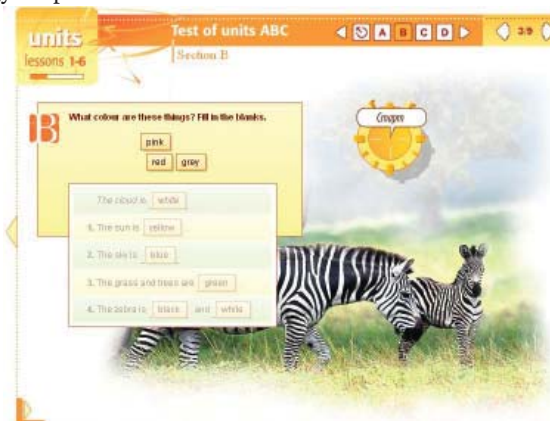 units
lessons 1-6
Test of units ABC
A B C D
3/9
Section B
B
What colour are these things? Fill in the blanks.
pink
red grey
Старт
The cloud is white
1. The sun is yellow
2. The sky is blue
3. The grass and trees are green
4. The zebra is black and white